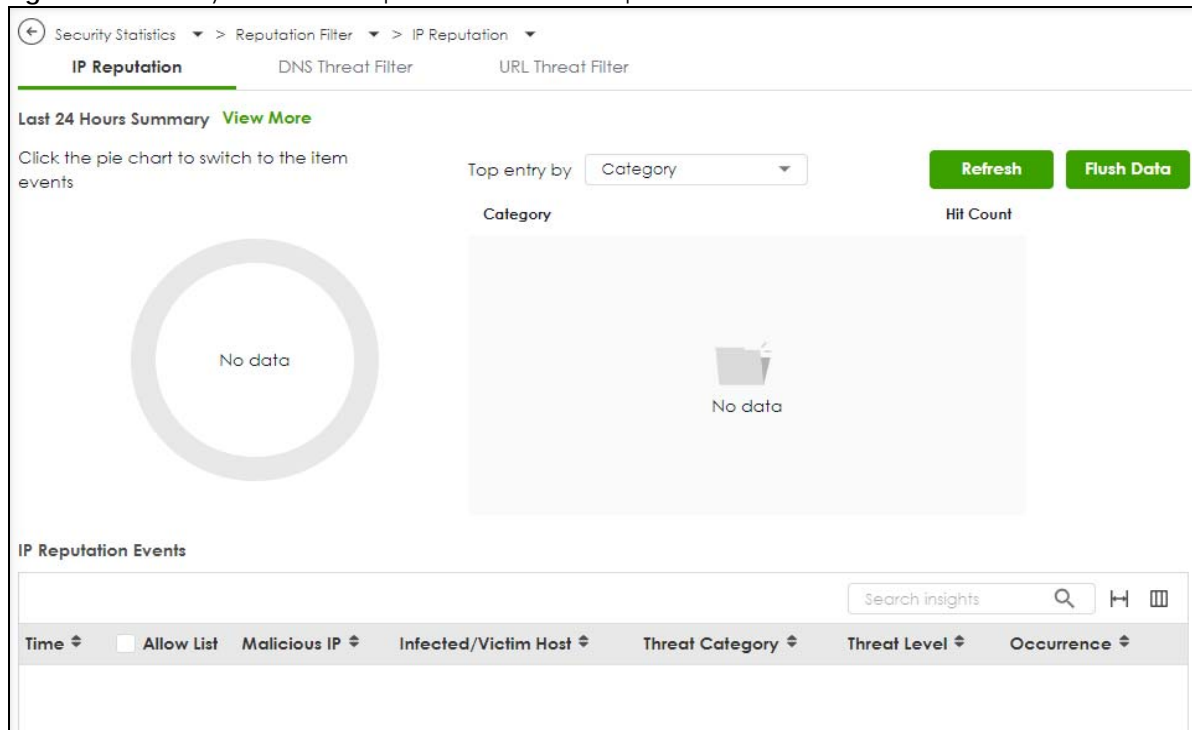 Security Statistics > Reputation Filter > IP Reputation
IP Reputation DNS Threat Filter URL Threat Filter
Last 24 Hours Summary View More
Click the pie chart to switch to the item
events
Top entry by Category Refresh Flush Data
Category Hit Count
No data
No data
IP Reputation Events
Search insights
Time Allow List Malicious IP Infected/Victim Host Threat Category Threat Level Occurrence